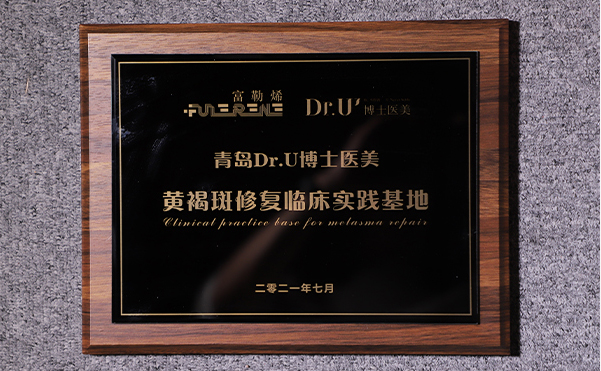 富勒烯
FULLERENE Dr.U'
博士医美
青岛Dr.U博士医美
黄褐斑修复临床实践基地
Clinical practice base for melasma repair
二零二一年七月